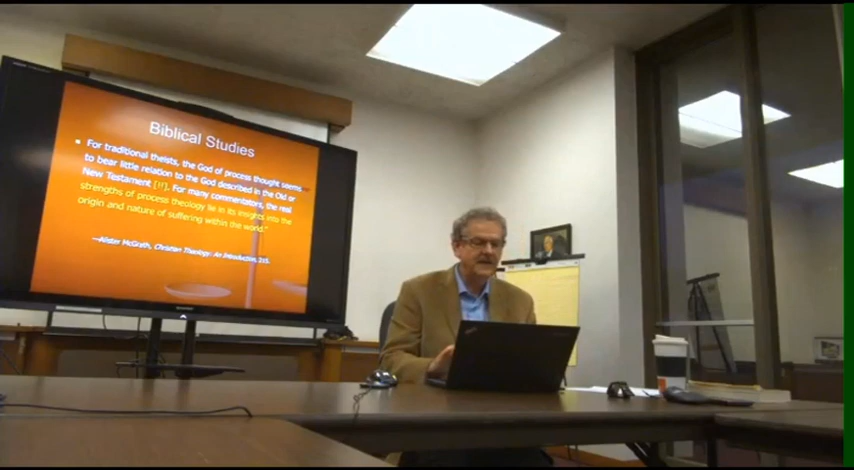 Biblical Studies
For traditional theists, the God of process thought seems
to bear little relation to the God described in the Old or
New Testament [!!]. For many commentators, the real
strengths of process theology lie in its insights into the
origin and nature of suffering within the world."
—Alister McGrath, Christian Theology: An Introduction, 215.